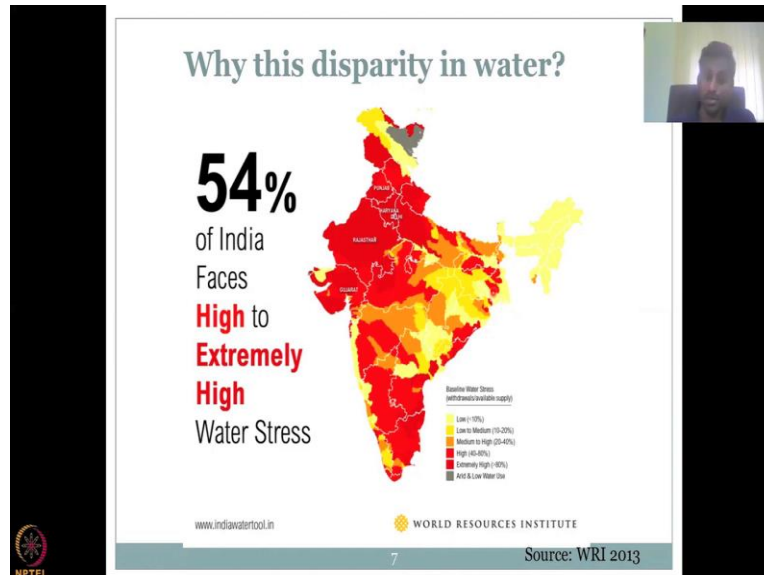 Why this disparity in water?
54%
of India
Faces
High to
Extremely
High
Water Stress
PUNJAB
HARYANA
DELHI
RAJASTHAN
GUJARAT
Baseline Water Stress
(withdrawals/available supply)
Low (<10%)
Low to Medium (10-20%)
Medium to High (20-40%)
High (40-80%)
Extremely High (>80%)
Arid & Low Water Use
www.indiawatertool.in
WORLD RESOURCES INSTITUTE
7
Source: WRI 2013
NPTEL